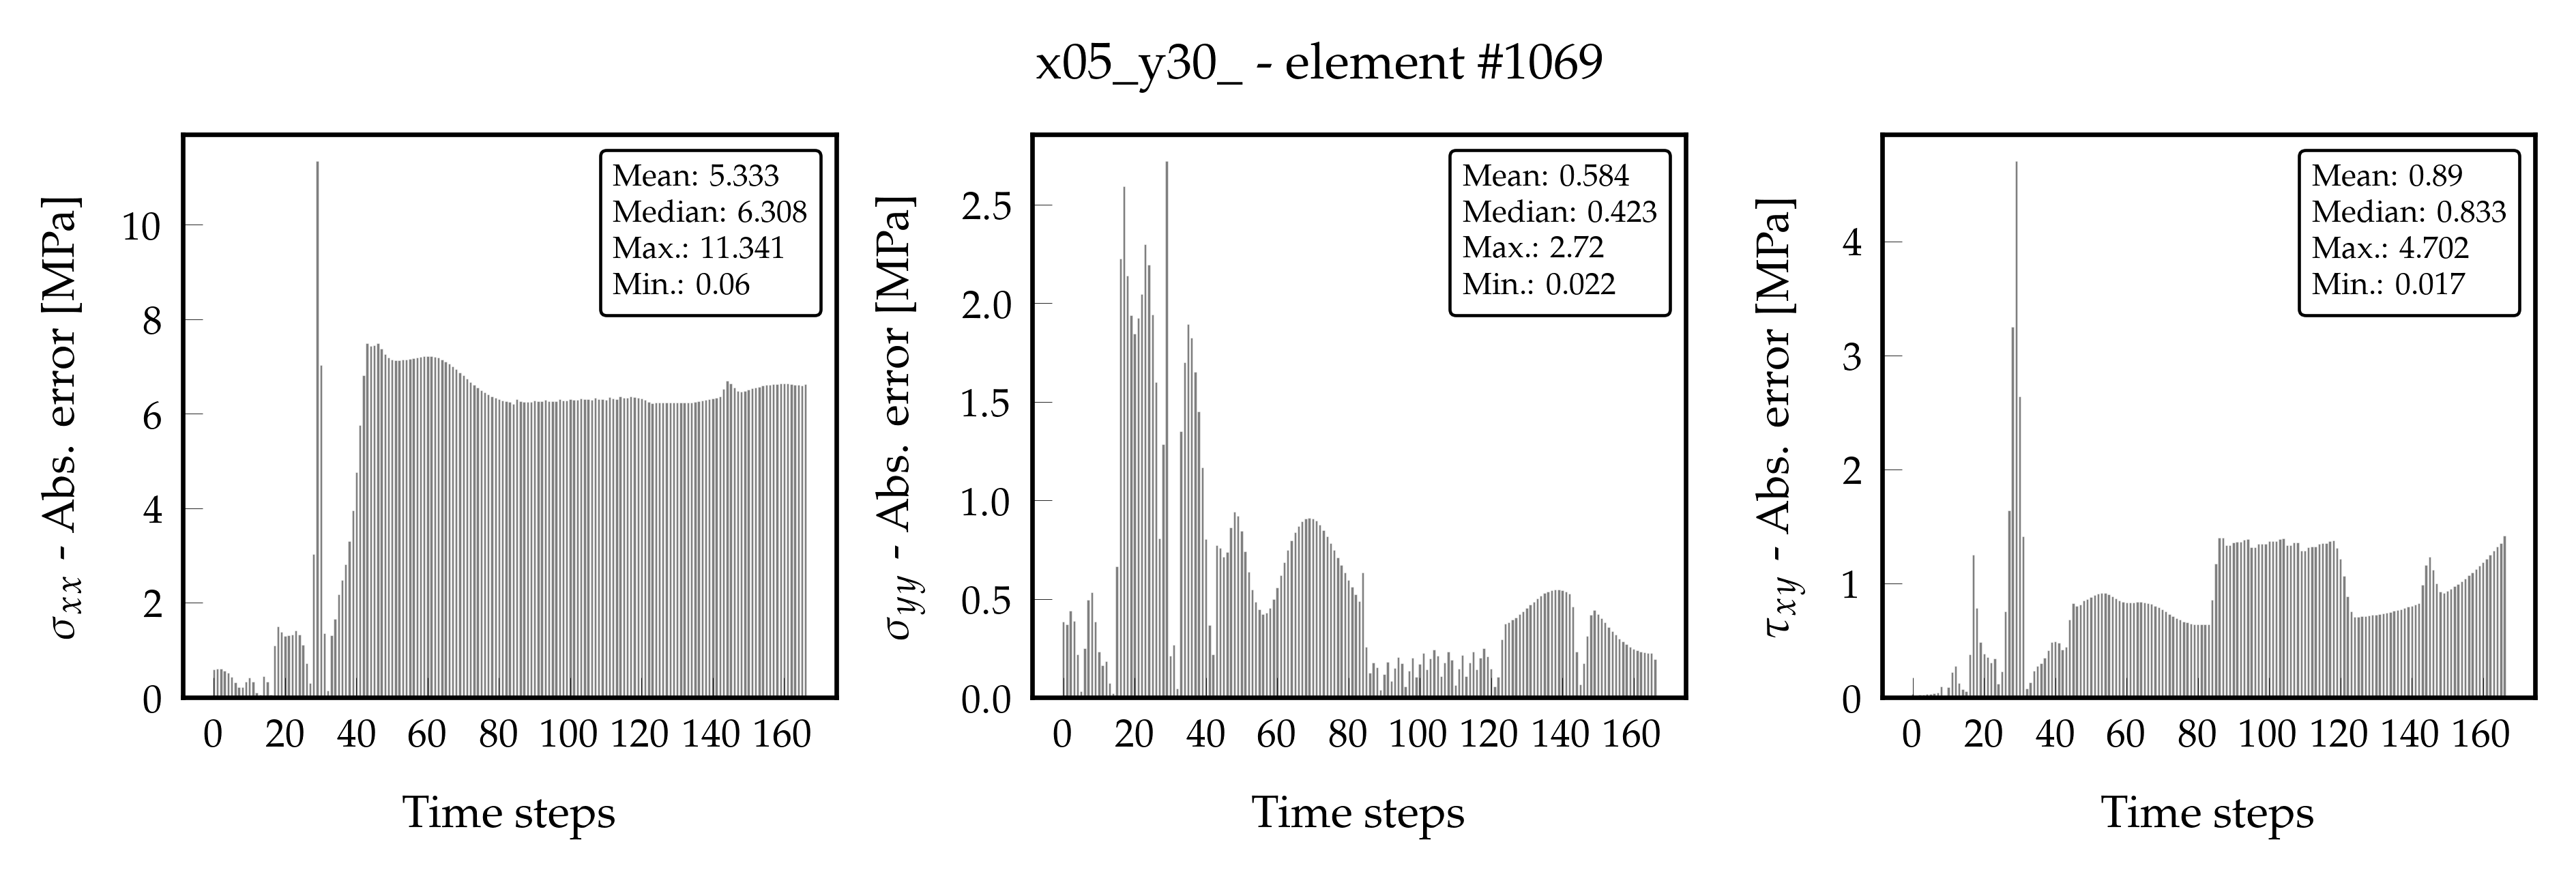 x05_y30_ - element #1069
σxx - Abs. error [MPa]
10
8
6
4
2
0
Mean: 5.333
Median: 6.308
Max.: 11.341
Min.: 0.06
0 20 40 60 80 100 120 140 160
Time steps
σyy - Abs. error [MPa]
2.5
2.0
1.5
1.0
0.5
0.0
Mean: 0.584
Median: 0.423
Max.: 2.72
Min.: 0.022
0 20 40 60 80 100 120 140 160
Time steps
τxy - Abs. error [MPa]
4
3
2
1
0
Mean: 0.89
Median: 0.833
Max.: 4.702
Min.: 0.017
0 20 40 60 80 100 120 140 160
Time steps